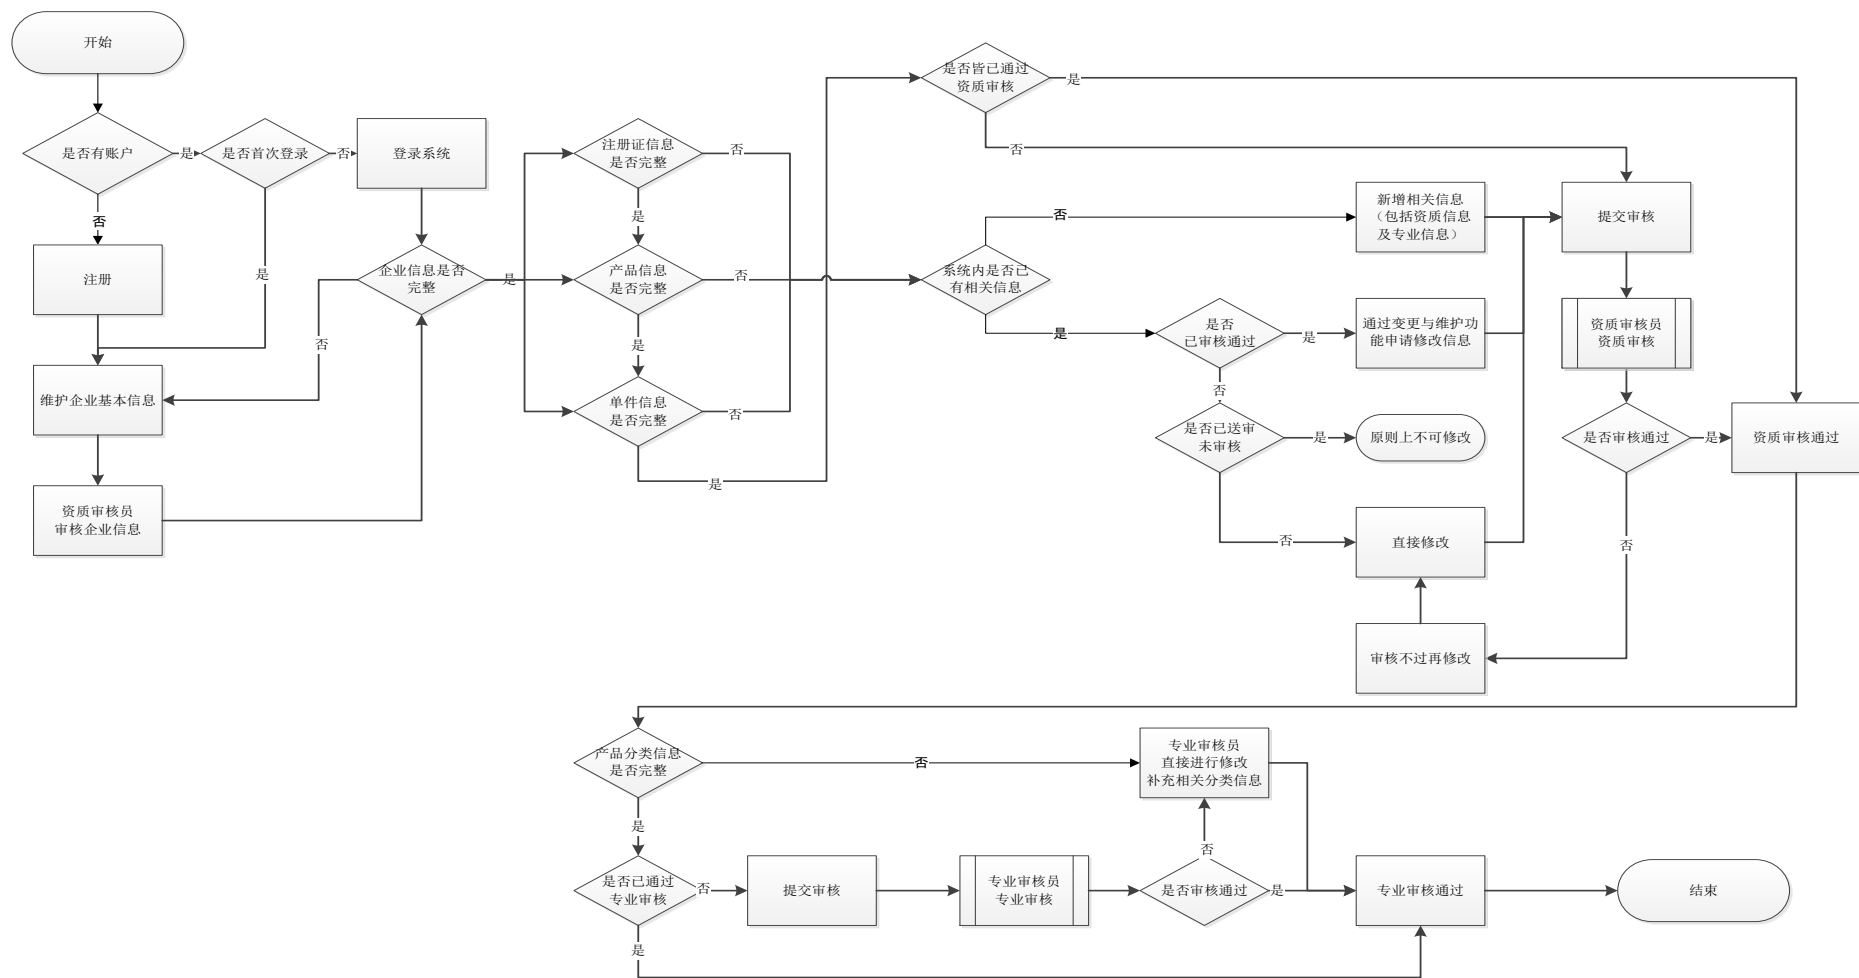 开始
是否有账户
是
是否首次登录
否
登录系统
否
注册
是
企业信息是否
完整
是
否
维护企业基本信息
资质审核员
审核企业信息
注册证信息
是否完整
否
是
产品信息
是否完整
否
是
单件信息
是否完整
否
是
是否皆已通过
资质审核
是
否
系统内是否已
有相关信息
否
新增相关信息
（包括资质信息
及专业信息）
是
是否
已审核通过
是
通过变更与维护功
能申请修改信息
否
是否已送审
未审核
是
原则上不可修改
否
直接修改
审核不过再修改
提交审核
资质审核员
资质审核
是否审核通过
是
资质审核通过
否
产品分类信息
是否完整
否
专业审核员
直接进行修改
补充相关分类信息
是
是否已通过
专业审核
否
提交审核
专业审核员
专业审核
否
是否审核通过
是
专业审核通过
结束
是